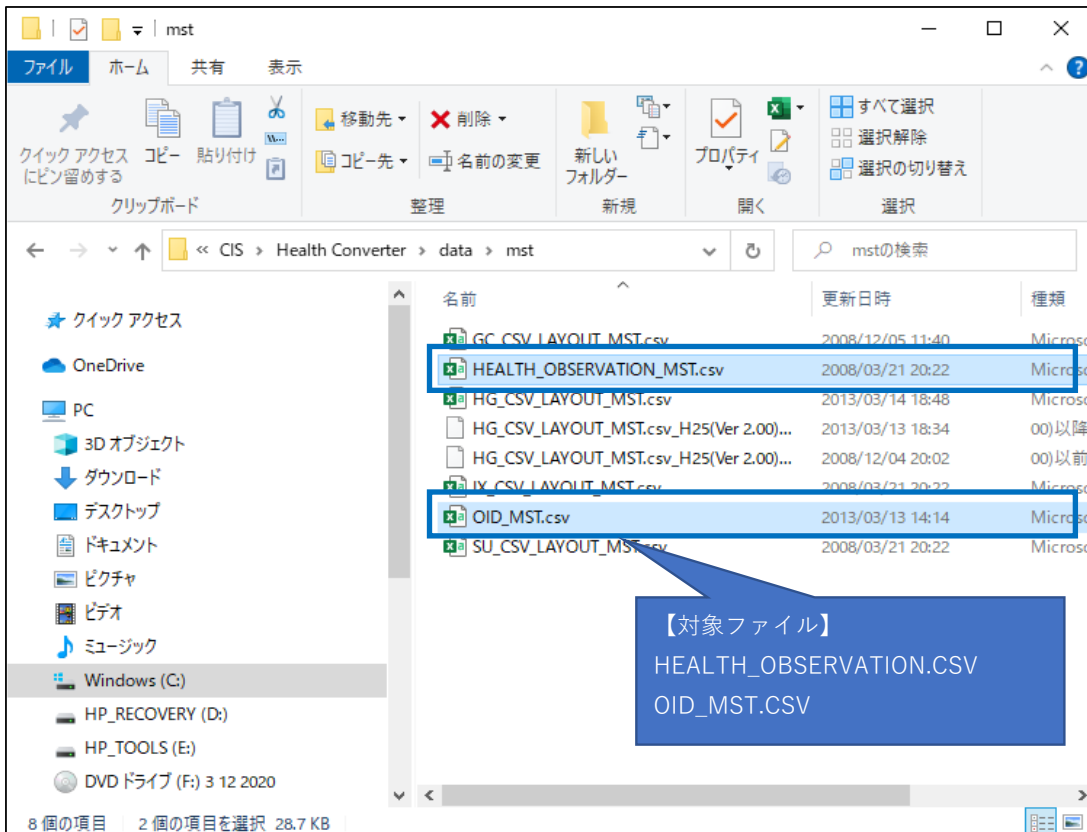 mst
ファイル ホーム 共有 表示
クイック アクセス
にピン留めする
コピー
貼り付け
クリップボード
移動先
コピー先
削除
名前の変更
整理
新しい
フォルダー
新規
プロパティ
開く
すべて選択
選択解除
選択の切り替え
選択
« CIS › Health Converter › data › mst
mstの検索
名前 更新日時 種類
クイック アクセス
OneDrive
PC
3D オブジェクト
ダウンロード
デスクトップ
ドキュメント
ピクチャ
ビデオ
ミュージック
Windows (C:)
HP_RECOVERY (D:)
HP_TOOLS (E:)
DVD ドライブ (F:) 3 12 2020
GC_CSV_LAYOUT_MST.csv 2008/12/05 11:40 Micros
HEALTH_OBSERVATION_MST.csv 2008/03/21 20:22 Micros
HG_CSV_LAYOUT_MST.csv 2013/03/14 18:48 Micros
HG_CSV_LAYOUT_MST.csv_H25(Ver 2.00)... 2013/03/13 18:34 00)以降
HG_CSV_LAYOUT_MST.csv_H25(Ver 2.00)... 2008/12/04 20:02 00)以前
IX_CSV_LAYOUT_MST.csv 2008/03/21 20:22 Micros
OID_MST.csv 2013/03/13 14:14 Micros
SU_CSV_LAYOUT_MST.csv 2008/03/21 20:22 Micros
【対象ファイル】
HEALTH_OBSERVATION.CSV
OID_MST.CSV
8 個の項目 2 個の項目を選択 28.7 KB